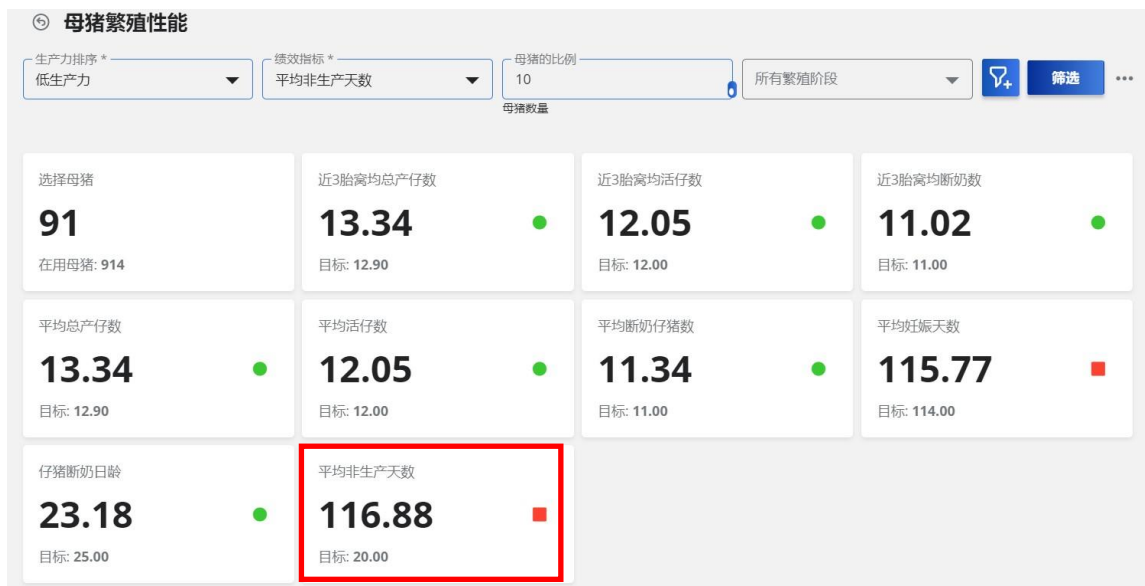 母猪繁殖性能
生产力排序 *
低生产力
绩效指标 *
平均非生产天数
母猪的比例
10
母猪数量
所有繁殖阶段
筛选
选择母猪
91
在用母猪: 914
近3胎窝均总产仔数
13.34
目标: 12.90
近3胎窝均活仔数
12.05
目标: 12.00
近3胎窝均断奶数
11.02
目标: 11.00
平均总产仔数
13.34
目标: 12.90
平均活仔数
12.05
目标: 12.00
平均断奶仔猪数
11.34
目标: 11.00
平均妊娠天数
115.77
目标: 114.00
仔猪断奶日龄
23.18
目标: 25.00
平均非生产天数
116.88
目标: 20.00